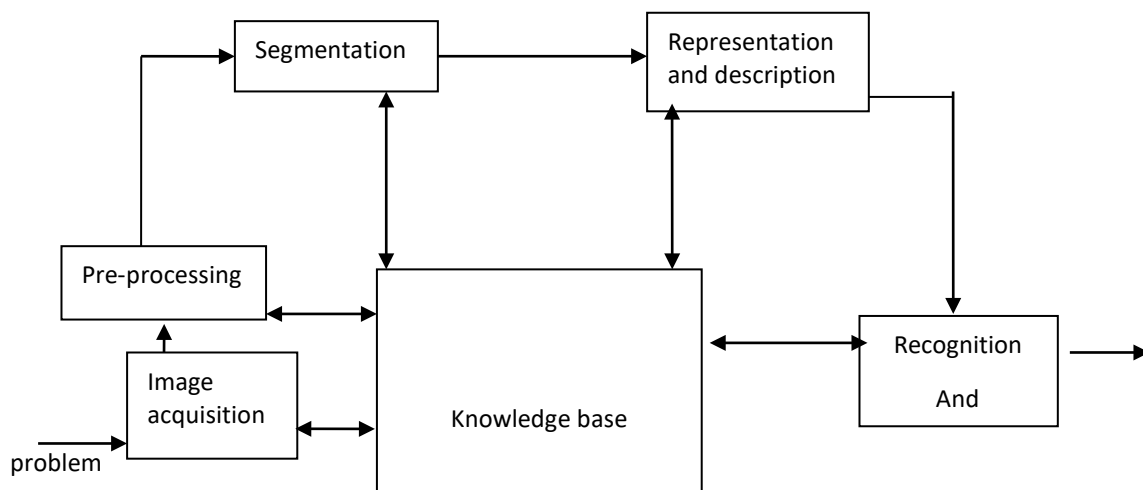 Segmentation
Representation
and description
Pre-processing
Image
acquisition
problem
Knowledge base
Recognition
And